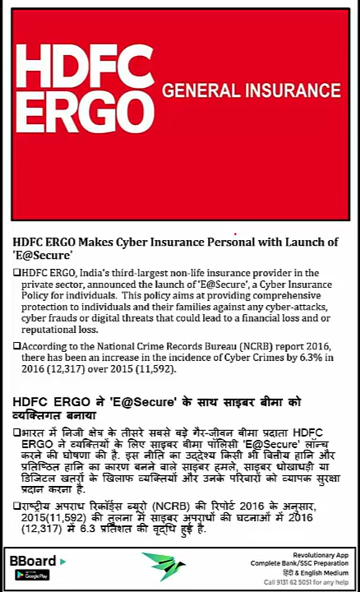 HDFC
ERGO
GENERAL INSURANCE
HDFC ERGO Makes Cyber Insurance Personal with Launch of
'E@Secure'
❑HDFC ERGO, India's third-largest non-life insurance provider in the
private sector, announced the launch of 'E@Secure', a Cyber Insurance
Policy for individuals. This policy aims at providing comprehensive
protection to individuals and their families against any cyber-attacks,
cyber frauds or digital threats that could lead to a financial loss and or
reputational loss.
❑According to the National Crime Records Bureau (NCRB) report 2016,
there has been an increase in the incidence of Cyber Crimes by 6.3% in
2016 (12,317) over 2015 (11,592).
HDFC ERGO ने 'E@Secure' के साथ साइबर बीमा को
व्यक्तिगत बनाया
❑भारत में निजी क्षेत्र के तीसरे सबसे बड़े गैर-जीवन बीमा प्रदाता HDFC
ERGO ने व्यक्तियों के लिए साइबर बीमा पॉलिसी 'E@Secure' लॉन्च
करने की घोषणा की है. इस नीति का उद्देश्य किसी भी वित्तीय हानि और
प्रतिष्ठित हानि का कारण बनने वाले साइबर हमले, साइबर धोखाधड़ी या
डिजिटल खतरों के खिलाफ व्यक्तियों और उनके परिवारों को व्यापक सुरक्षा
प्रदान करना है.
❑राष्ट्रीय अपराध रिकॉर्ड्स ब्यूरो (NCRB) की रिपोर्ट 2016 के अनुसार,
2015(11,592) की तुलना में साइबर अपराधों की घटनाओं में 2016
(12,317) में 6.3 प्रतिशत की वृद्धि हुई है.
BBoard
Google Play
Revolutionary App
Complete Bank/SSC Preparation
हिंदी & English Medium
Call 9131 62 5051 for any help